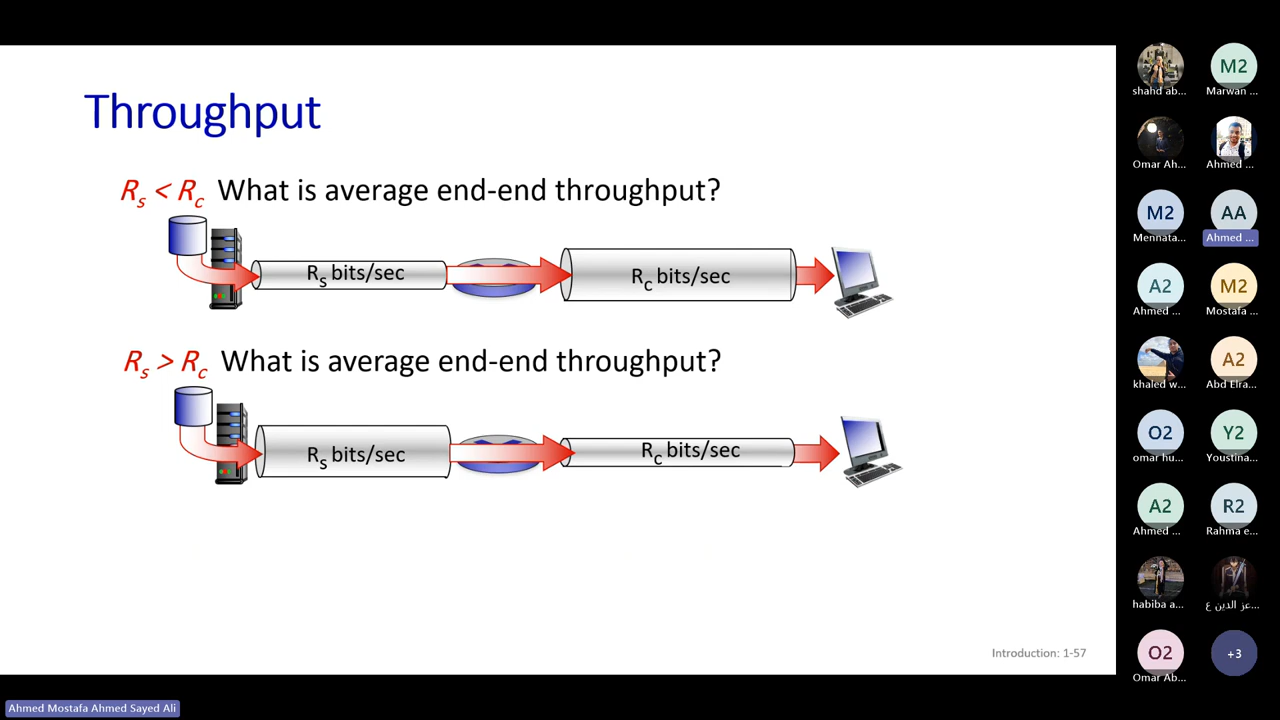 Throughput
Rs < Rc What is average end-end throughput?
Rs bits/sec
Rc bits/sec
Rs > Rc What is average end-end throughput?
Rs bits/sec
Rc bits/sec
Introduction: 1-57
Ahmed Mostafa Ahmed Sayed Ali
shahd ab...
M2
Marwan ...
Omar Ah...
Ahmed ...
M2
Mennata...
AA
Ahmed ...
A2
Ahmed ...
M2
Mostafa ...
khaled w...
A2
Abd Elra...
O2
omar hu...
Y2
Youstina...
A2
Ahmed ...
R2
Rahma e...
habiba a...
عز الدين ع...
O2
Omar Ab...
+3